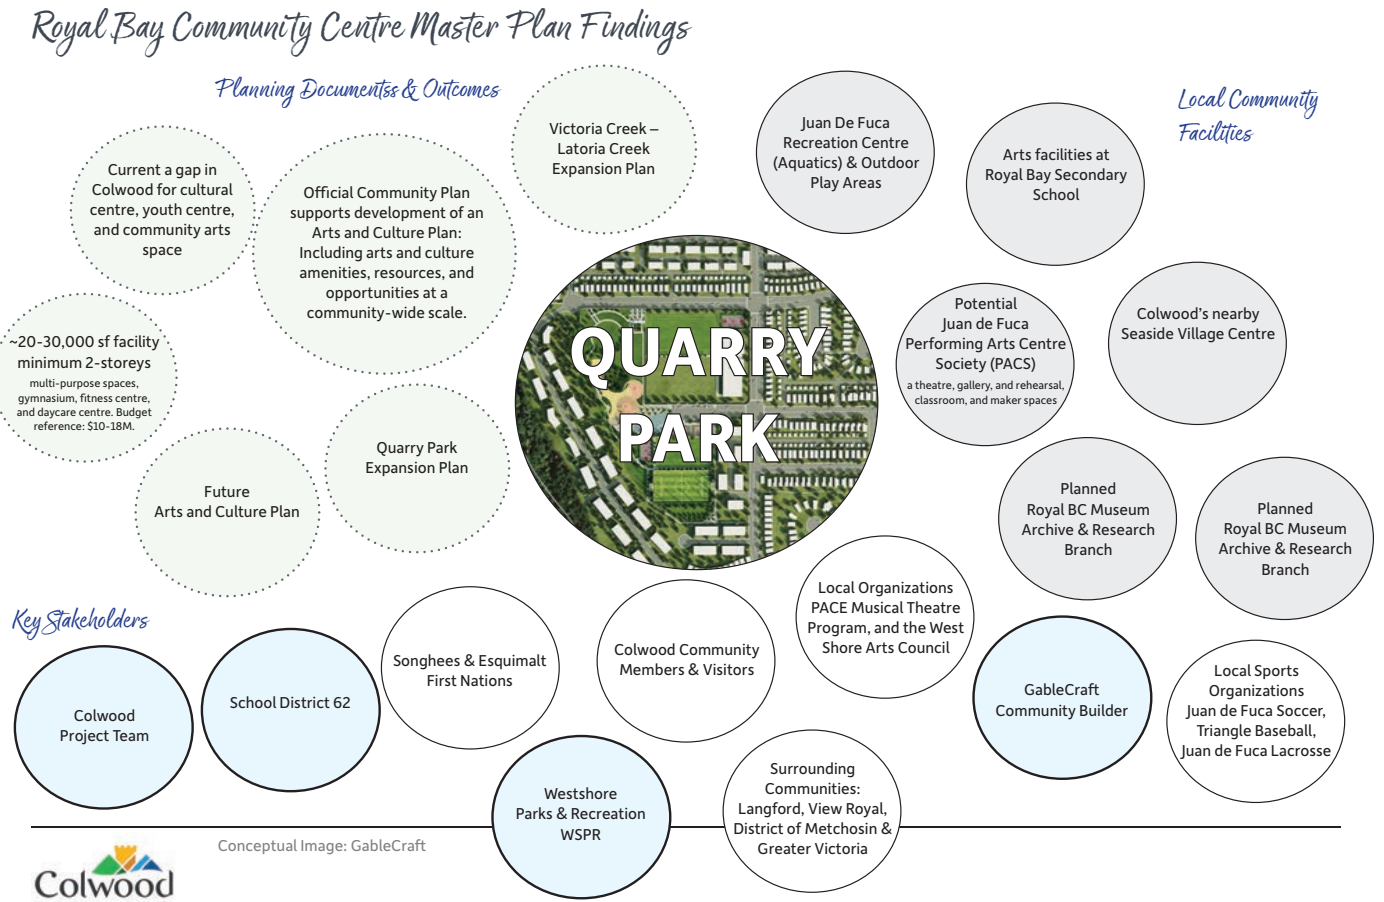 Royal Bay Community Centre Master Plan Findings
Planning Documentss & Outcomes
Victoria Creek –
Latoria Creek
Expansion Plan
Current a gap in
Colwood for cultural
centre, youth centre,
and community arts
space
Official Community Plan
supports development of an
Arts and Culture Plan:
Including arts and culture
amenities, resources, and
opportunities at a
community-wide scale.
~20-30,000 sf facility
minimum 2-storeys
multi-purpose spaces,
gymnasium, fitness centre,
and daycare centre. Budget
reference: $10-18M.
Quarry Park
Expansion Plan
Future
Arts and Culture Plan
QUARRY
PARK
Local Community
Facilities
Juan De Fuca
Recreation Centre
(Aquatics) & Outdoor
Play Areas
Arts facilities at
Royal Bay Secondary
School
Potential
Juan de Fuca
Performing Arts Centre
Society (PACS)
a theatre, gallery, and rehearsal,
classroom, and maker spaces
Colwood's nearby
Seaside Village Centre
Planned
Royal BC Museum
Archive & Research
Branch
Planned
Royal BC Museum
Archive & Research
Branch
Key Stakeholders
Colwood
Project Team
School District 62
Songhees & Esquimalt
First Nations
Westshore
Parks & Recreation
WSPR
Colwood Community
Members & Visitors
Local Organizations
PACE Musical Theatre
Program, and the West
Shore Arts Council
Surrounding
Communities:
Langford, View Royal,
District of Metchosin &
Greater Victoria
GableCraft
Community Builder
Local Sports
Organizations
Juan de Fuca Soccer,
Triangle Baseball,
Juan de Fuca Lacrosse
Conceptual Image: GableCraft
Colwood